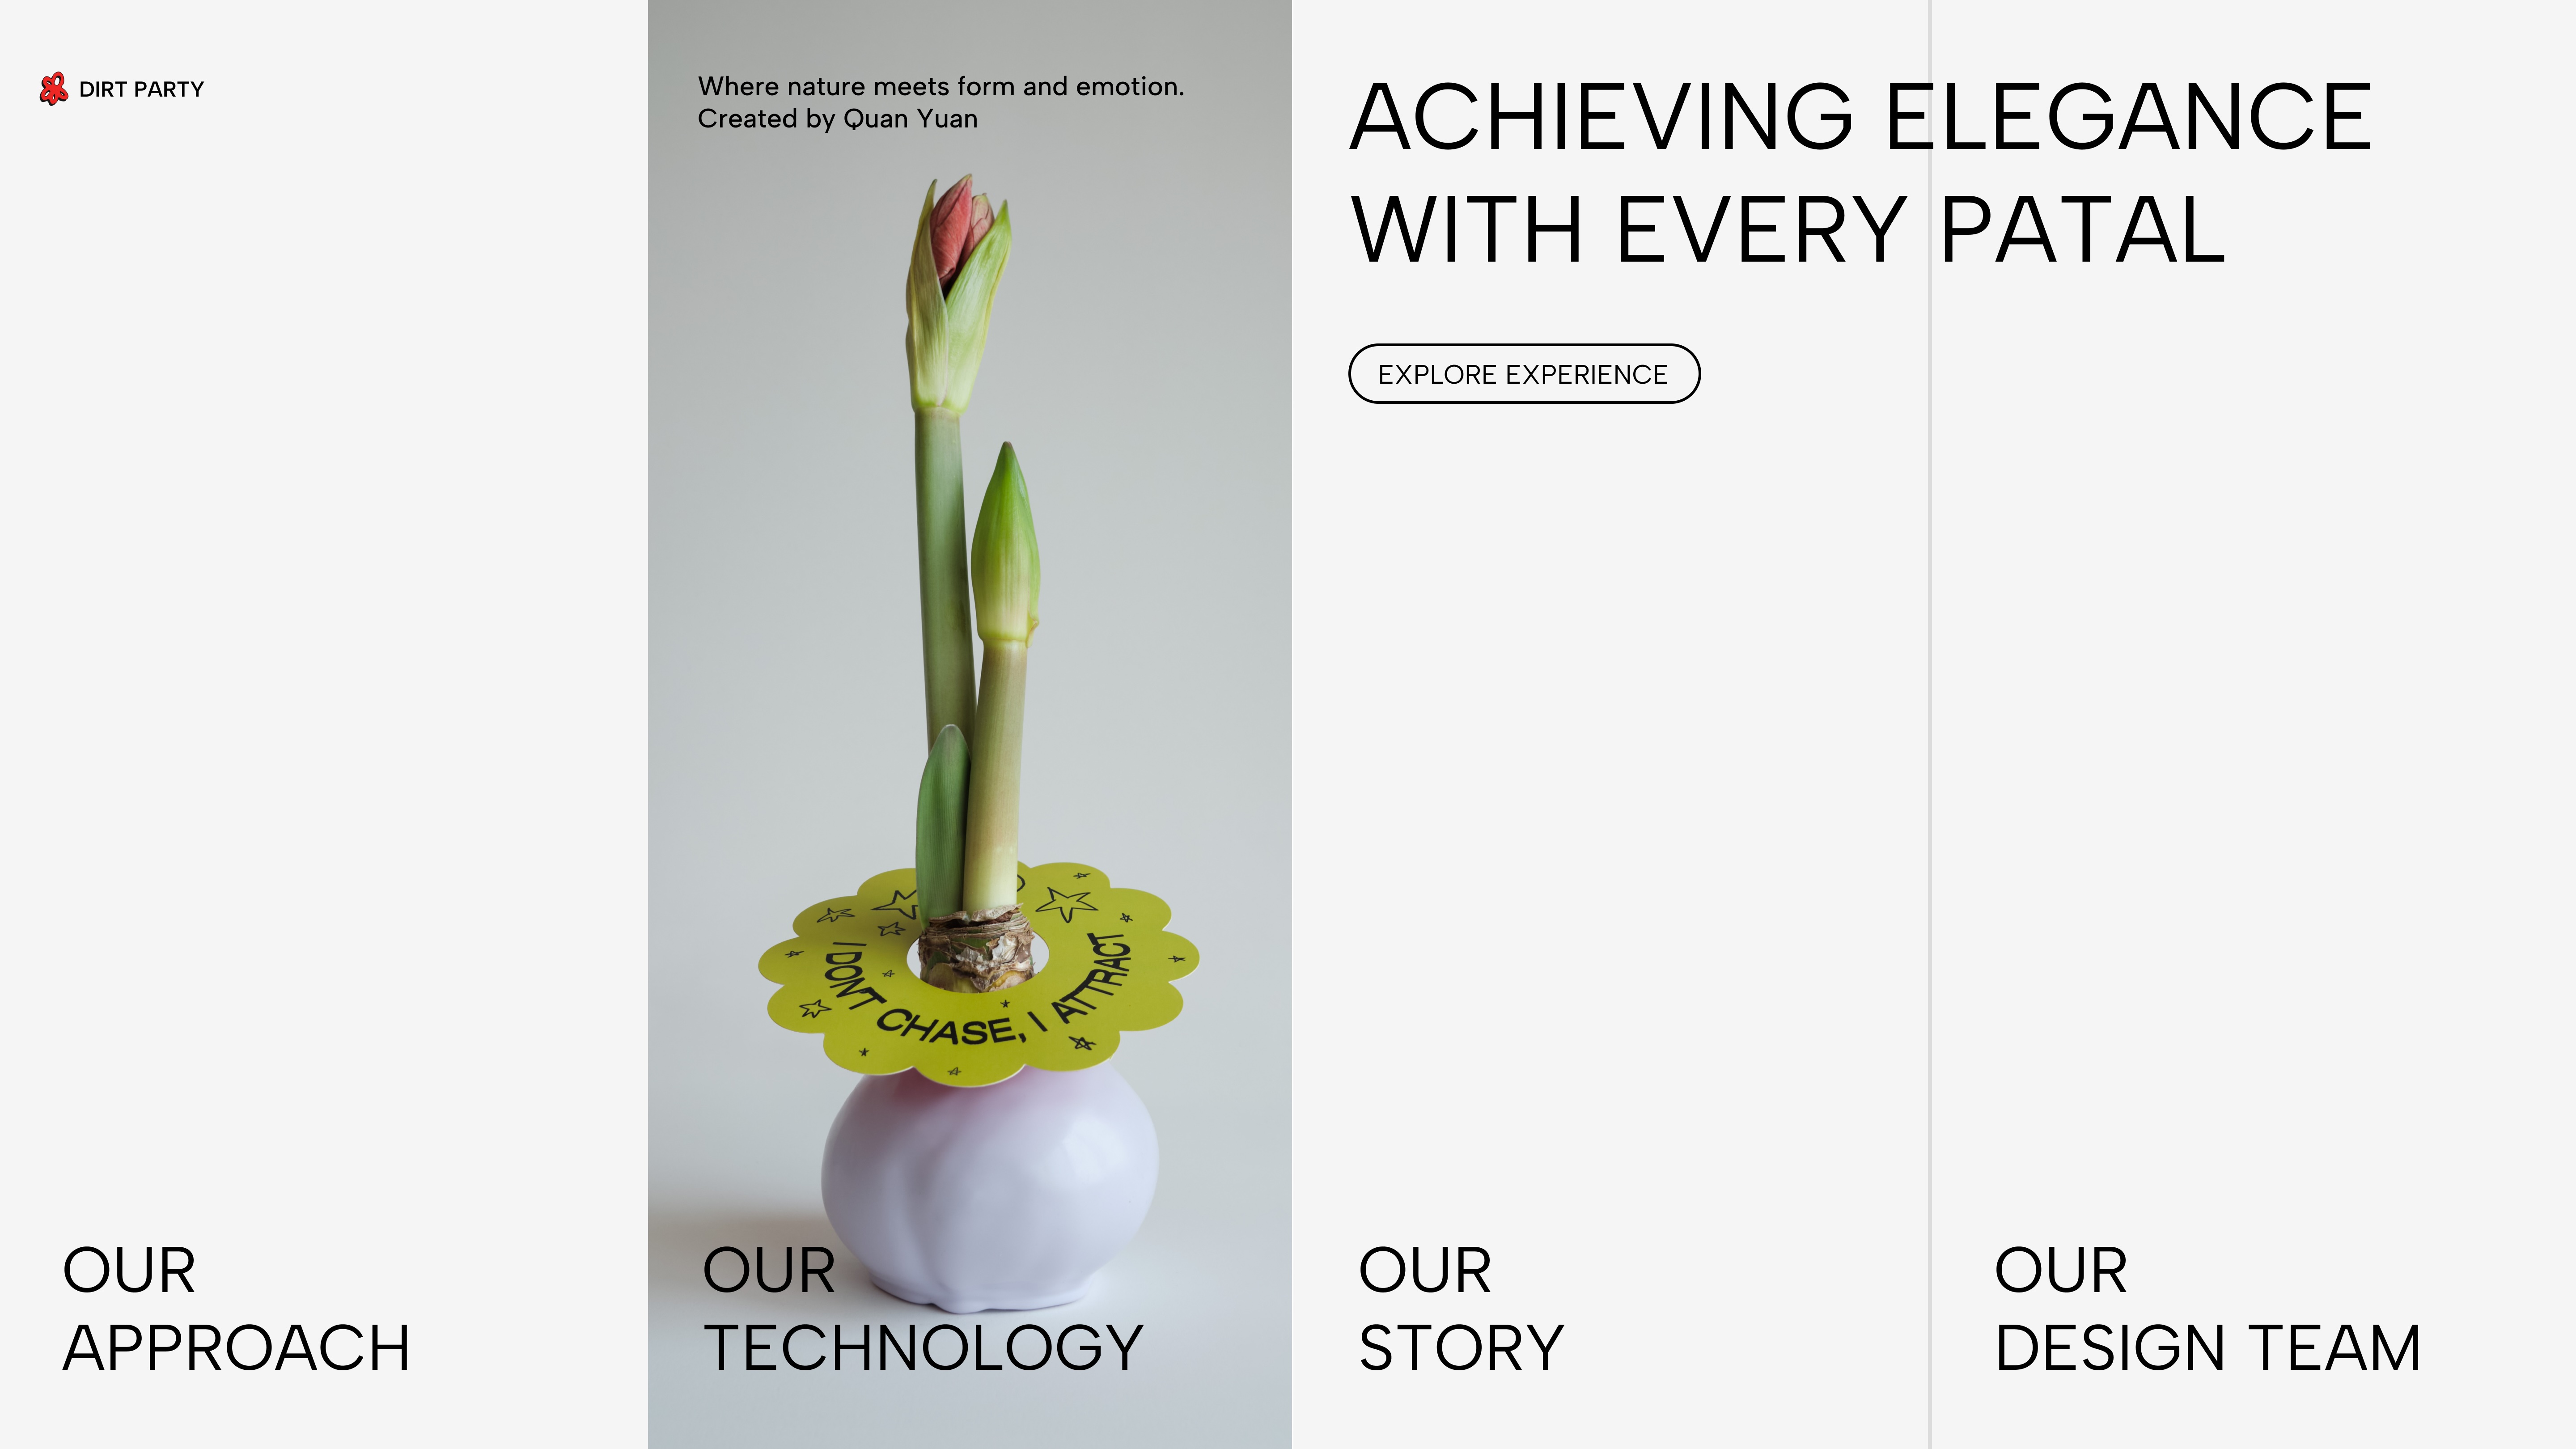 DIRT PARTY
Where nature meets form and emotion.
Created by Quan Yuan
ACHIEVING ELEGANCE
WITH EVERY PATAL
EXPLORE EXPERIENCE
I DONT CHASE, I ATTRACT
OUR
APPROACH
OUR
TECHNOLOGY
OUR
STORY
OUR
DESIGN TEAM